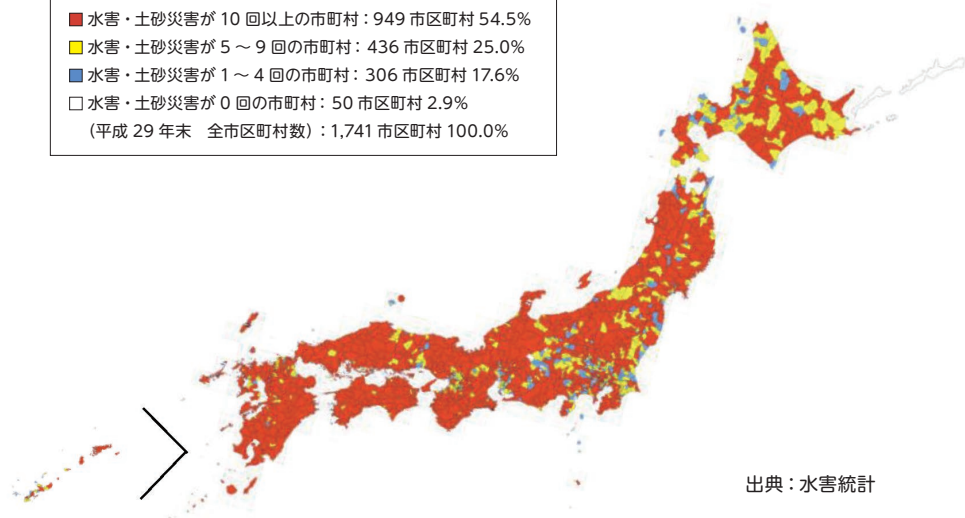 水害・土砂災害が 10 回以上の市町村：949 市区町村 54.5%
水害・土砂災害が 5 〜 9 回の市町村：436 市区町村 25.0%
水害・土砂災害が 1 〜 4 回の市町村：306 市区町村 17.6%
水害・土砂災害が 0 回の市町村：50 市区町村 2.9%
（平成 29 年末　全市区町村数）：1,741 市区町村 100.0%
出典：水害統計